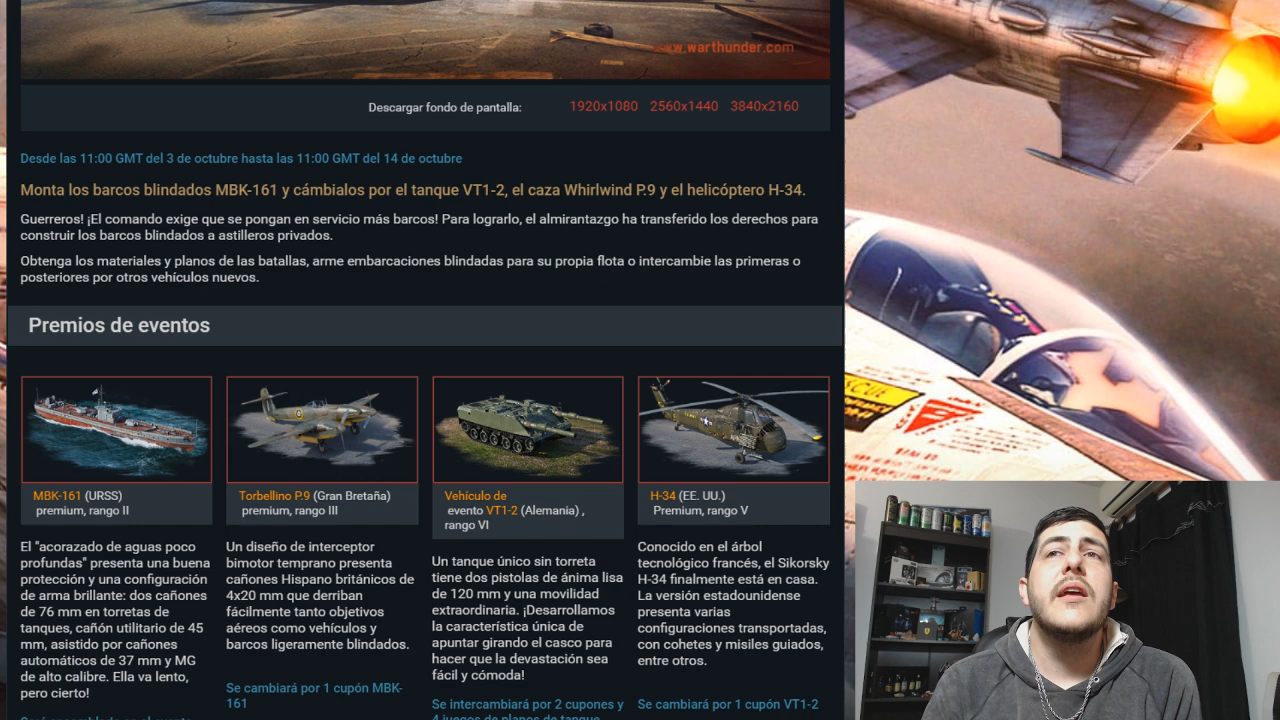 www.warthunder.com
Descargar fondo de pantalla: 1920x1080 2560x1440 3840x2160
Desde las 11:00 GMT del 3 de octubre hasta las 11:00 GMT del 14 de octubre
Monta los barcos blindados MBK-161 y cámbialos por el tanque VT1-2, el caza Whirlwind P.9 y el helicóptero H-34.
Guerreros! ¡El comando exige que se pongan en servicio más barcos! Para lograrlo, el almirantazgo ha transferido los derechos para
construir los barcos blindados a astilleros privados.
Obtenga los materiales y planos de las batallas, arme embarcaciones blindadas para su propia flota o intercambie las primeras o
posteriores por otros vehículos nuevos.
Premios de eventos
MBK-161 (URSS)
premium, rango II
El "acorazado de aguas poco
profundas" presenta una buena
protección y una configuración
de arma brillante: dos cañones
de 76 mm en torretas de
tanques, cañón utilitario de 45
mm, asistido por cañones
automáticos de 37 mm y MG
de alto calibre. Ella va lento,
pero cierto!
Torbellino P.9 (Gran Bretaña)
premium, rango III
Un diseño de interceptor
bimotor temprano presenta
cañones Hispano británicos de
4x20 mm que derriban
fácilmente tanto objetivos
aéreos como vehículos y
barcos ligeramente blindados.
Se cambiará por 1 cupón MBK-
161
Vehículo de
evento VT1-2 (Alemania) ,
rango VI
Un tanque único sin torreta
tiene dos pistolas de ánima lisa
de 120 mm y una movilidad
extraordinaria. ¡Desarrollamos
la característica única de
apuntar girando el casco para
hacer que la devastación sea
fácil y cómoda!
Se intercambiará por 2 cupones y
4 juegos de planos de tanque
H-34 (EE. UU.)
Premium, rango V
Conocido en el árbol
tecnológico francés, el Sikorsky
H-34 finalmente está en casa.
La versión estadounidense
presenta varias
configuraciones transportadas,
con cohetes y misiles guiados,
entre otros.
Se cambiará por 1 cupón VT1-2